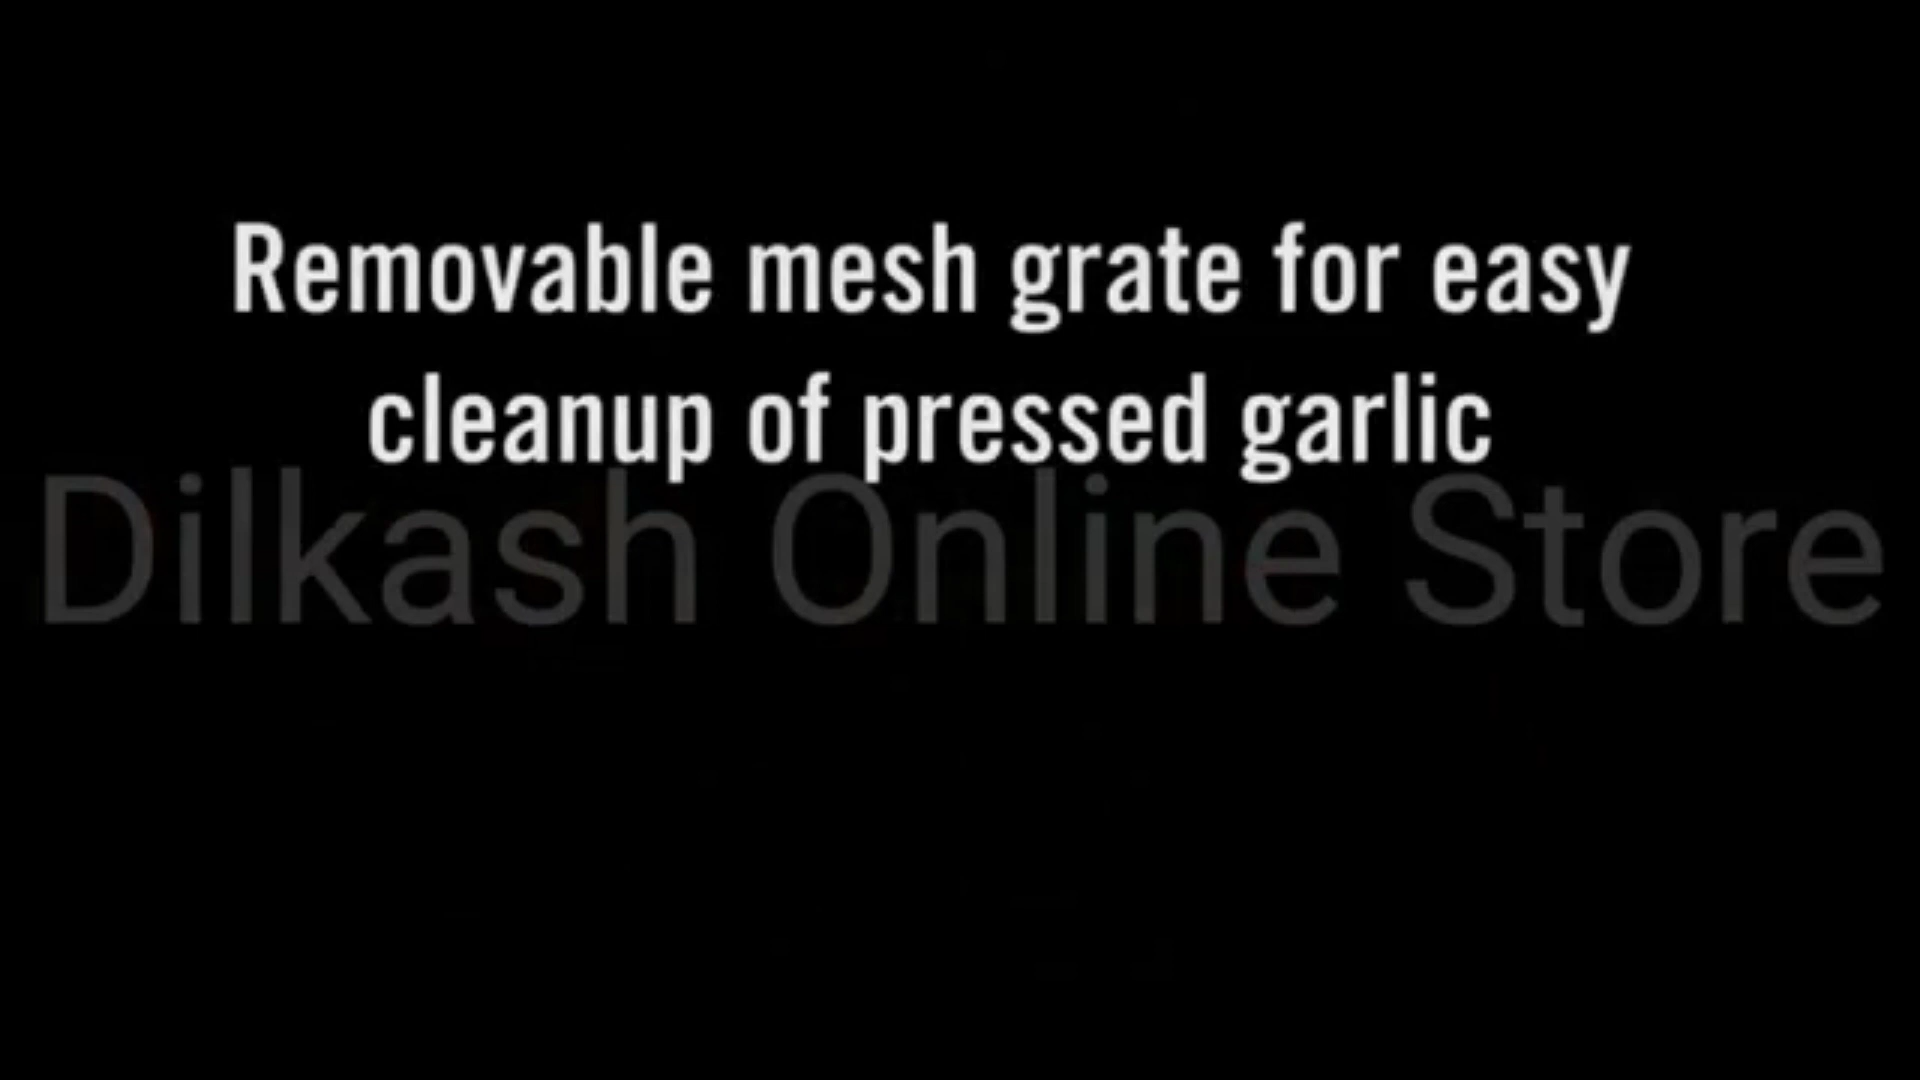 Removable mesh grate for easy
cleanup of pressed garlic
Dilkash Online Store